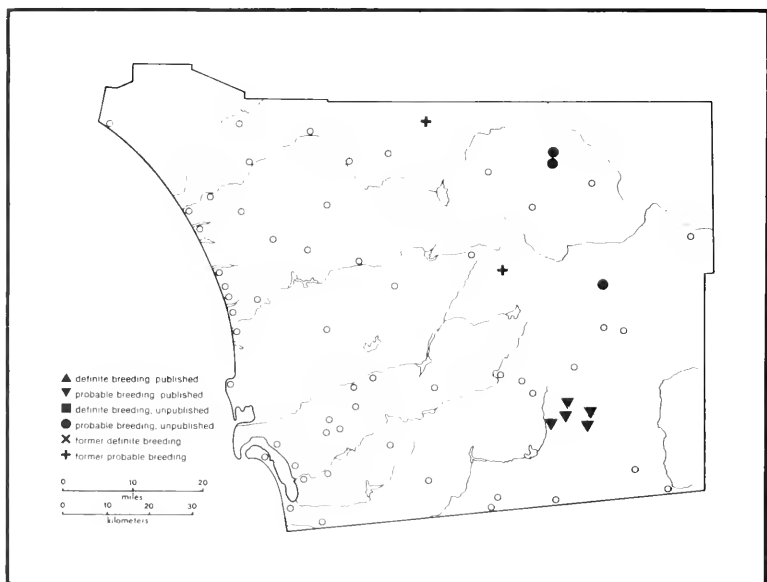 definite breeding published
probable breeding, published
definite breeding, unpublished
probable breeding, unpublished
former definite breeding
former probable breeding
0 20
miles
0 10 20 30
kilometers